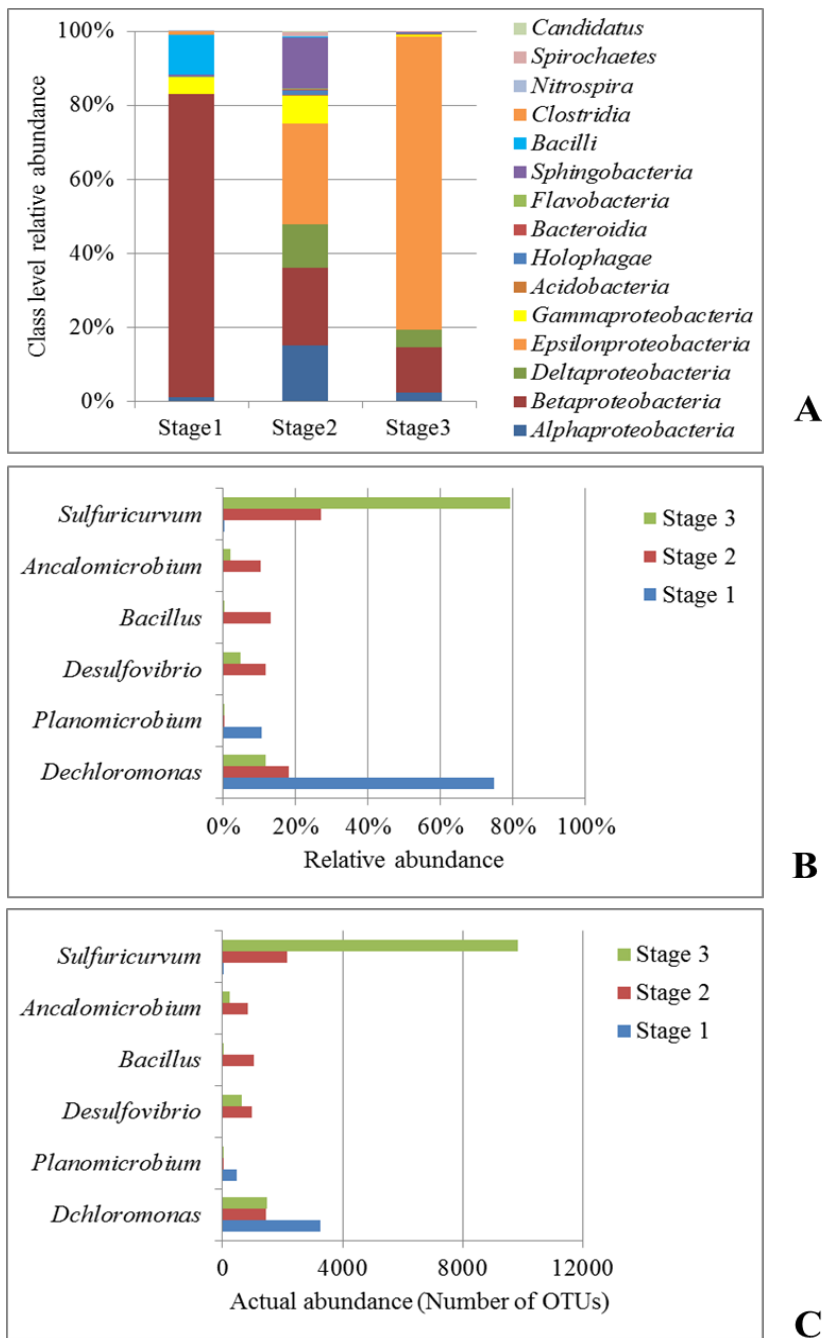 100%
80%
60%
40%
20%
0%
Class level relative abundance
Stage1
Stage2
Stage3
Candidatus
Spirochaetes
Nitrospira
Clostridia
Bacilli
Sphingobacteria
Flavobacteria
Bacteroidia
Holophagae
Acidobacteria
Gammaproteobacteria
Epsilonproteobacteria
Deltaproteobacteria
Betaproteobacteria
Alphaproteobacteria
A
Sulfuricurvum
Ancalomicrobium
Bacillus
Desulfovibrio
Planomicrobium
Dechloromonas
0% 20% 40% 60% 80% 100%
Relative abundance
Stage 3
Stage 2
Stage 1
B
Sulfuricurvum
Ancalomicrobium
Bacillus
Desulfovibrio
Planomicrobium
Dchloromonas
0 4000 8000 12000
Actual abundance (Number of OTUs)
Stage 3
Stage 2
Stage 1
C